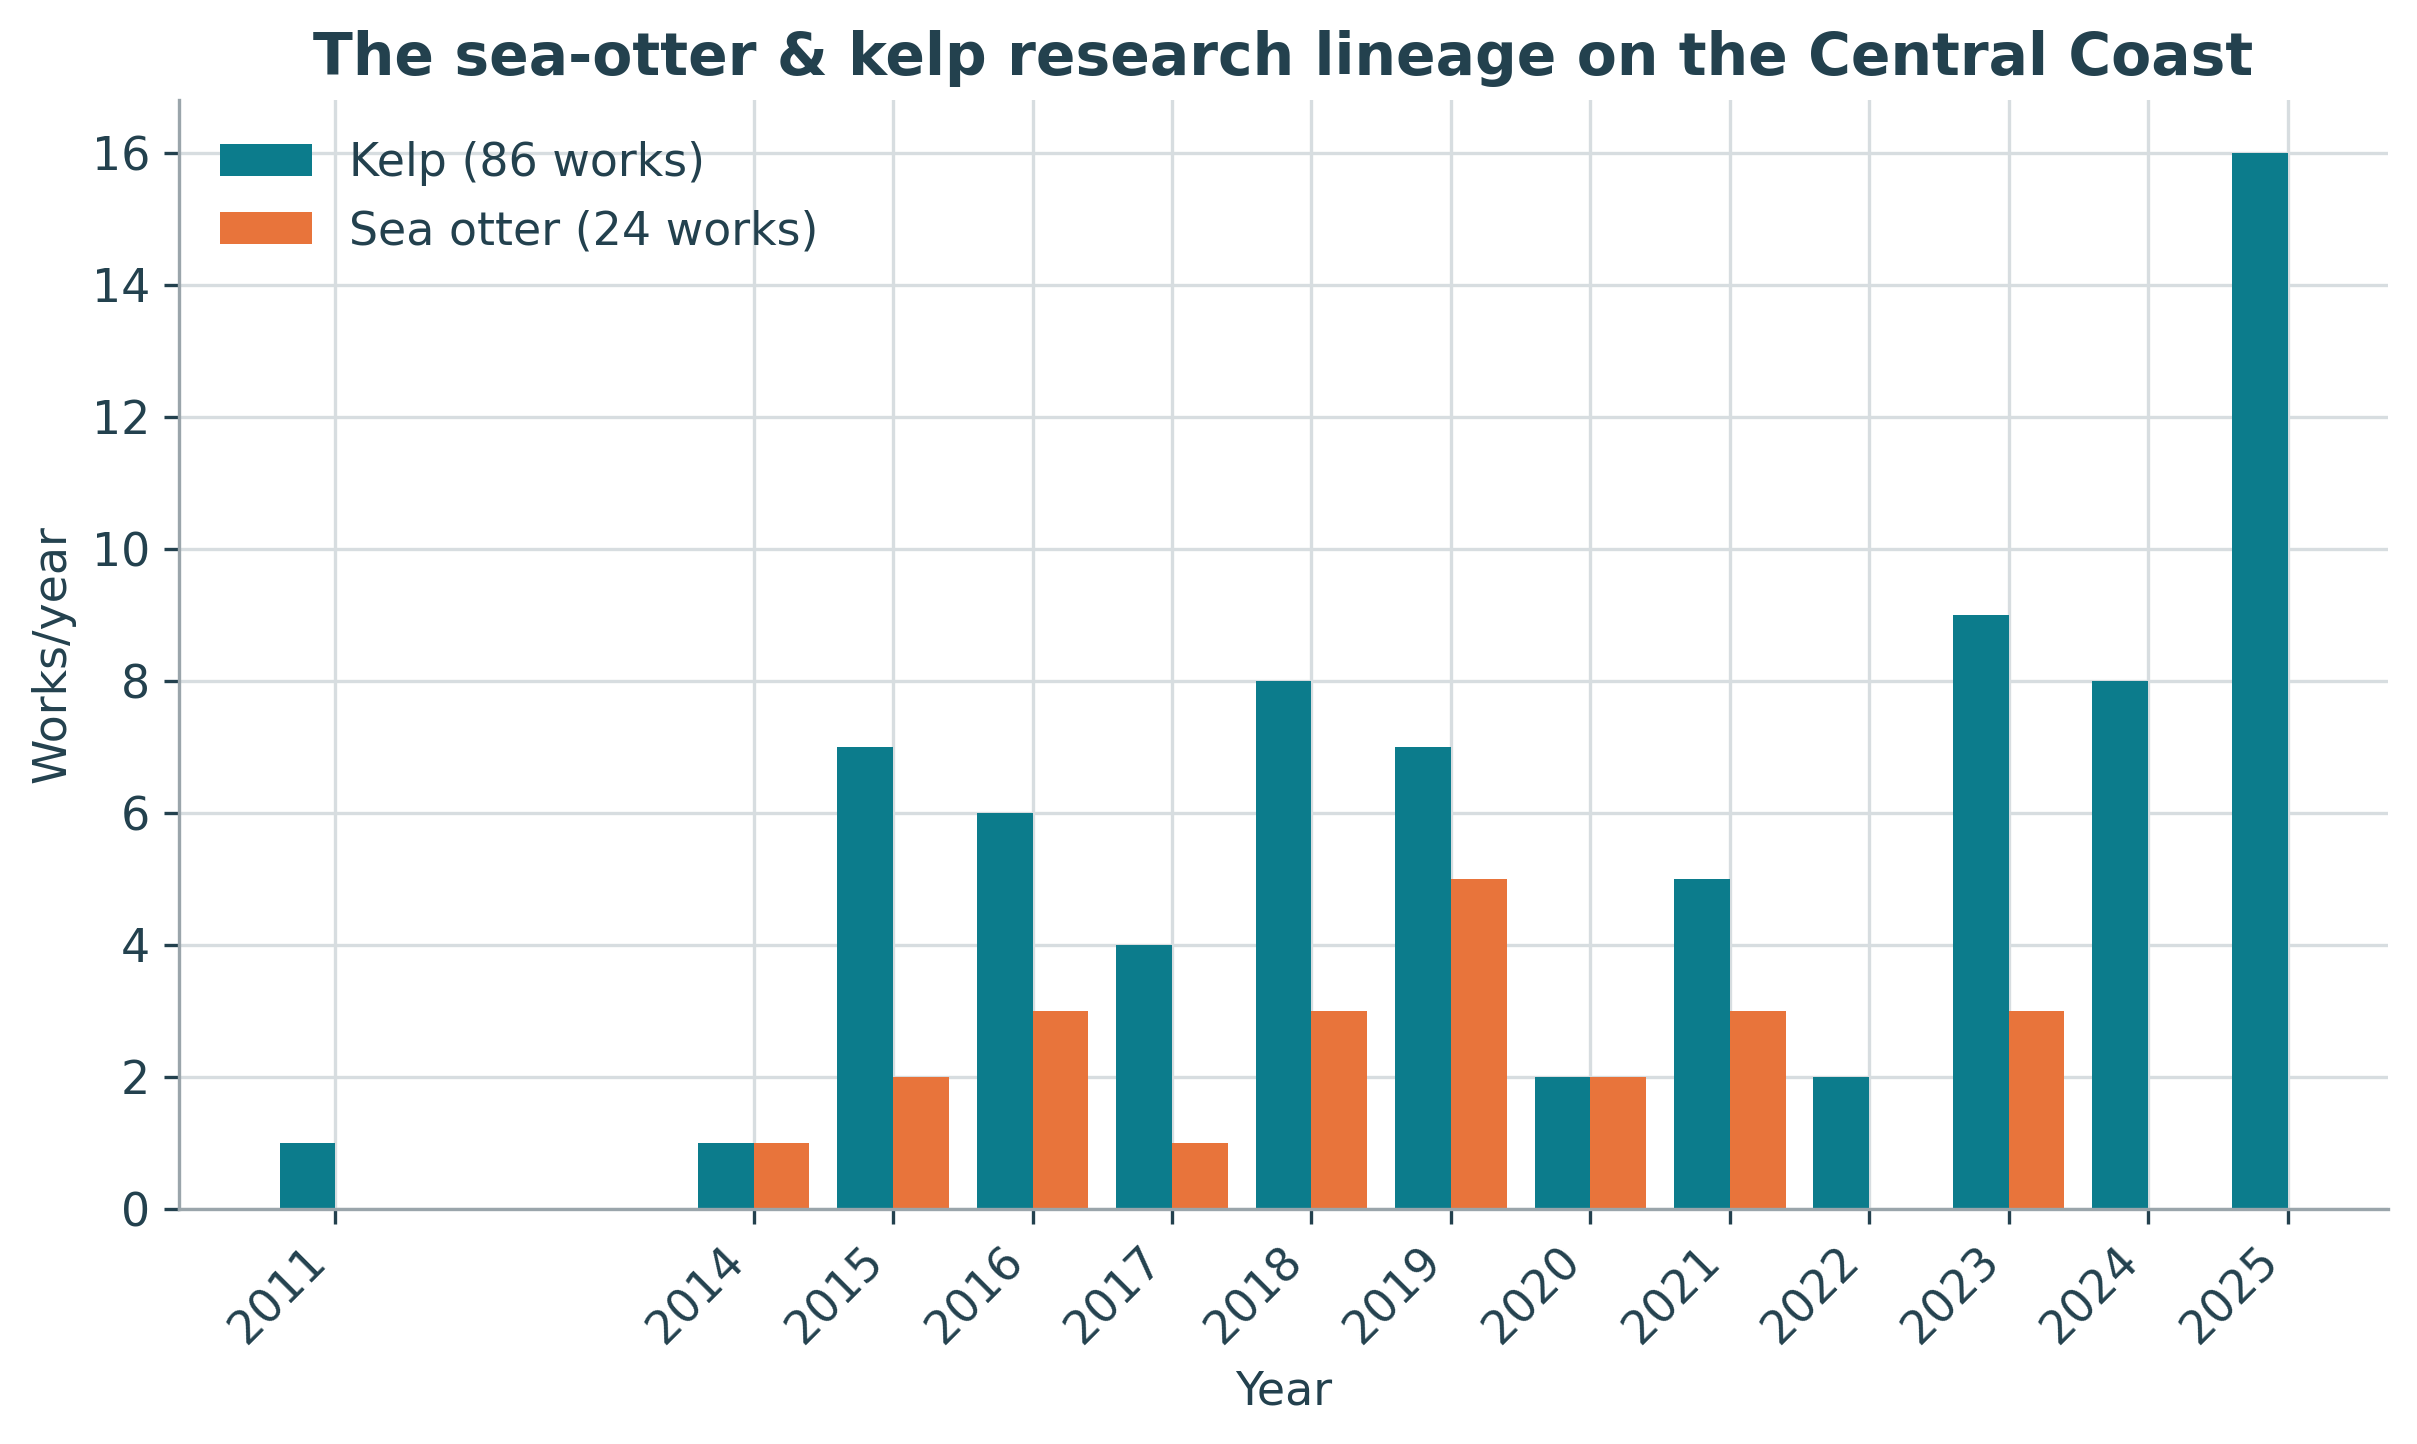 The sea-otter & kelp research lineage on the Central Coast
Kelp (86 works)
Sea otter (24 works)
Works/year
16
14
12
10
8
6
4
2
0
2011 2014 2015 2016 2017 2018 2019 2020 2021 2022 2023 2024 2025
Year